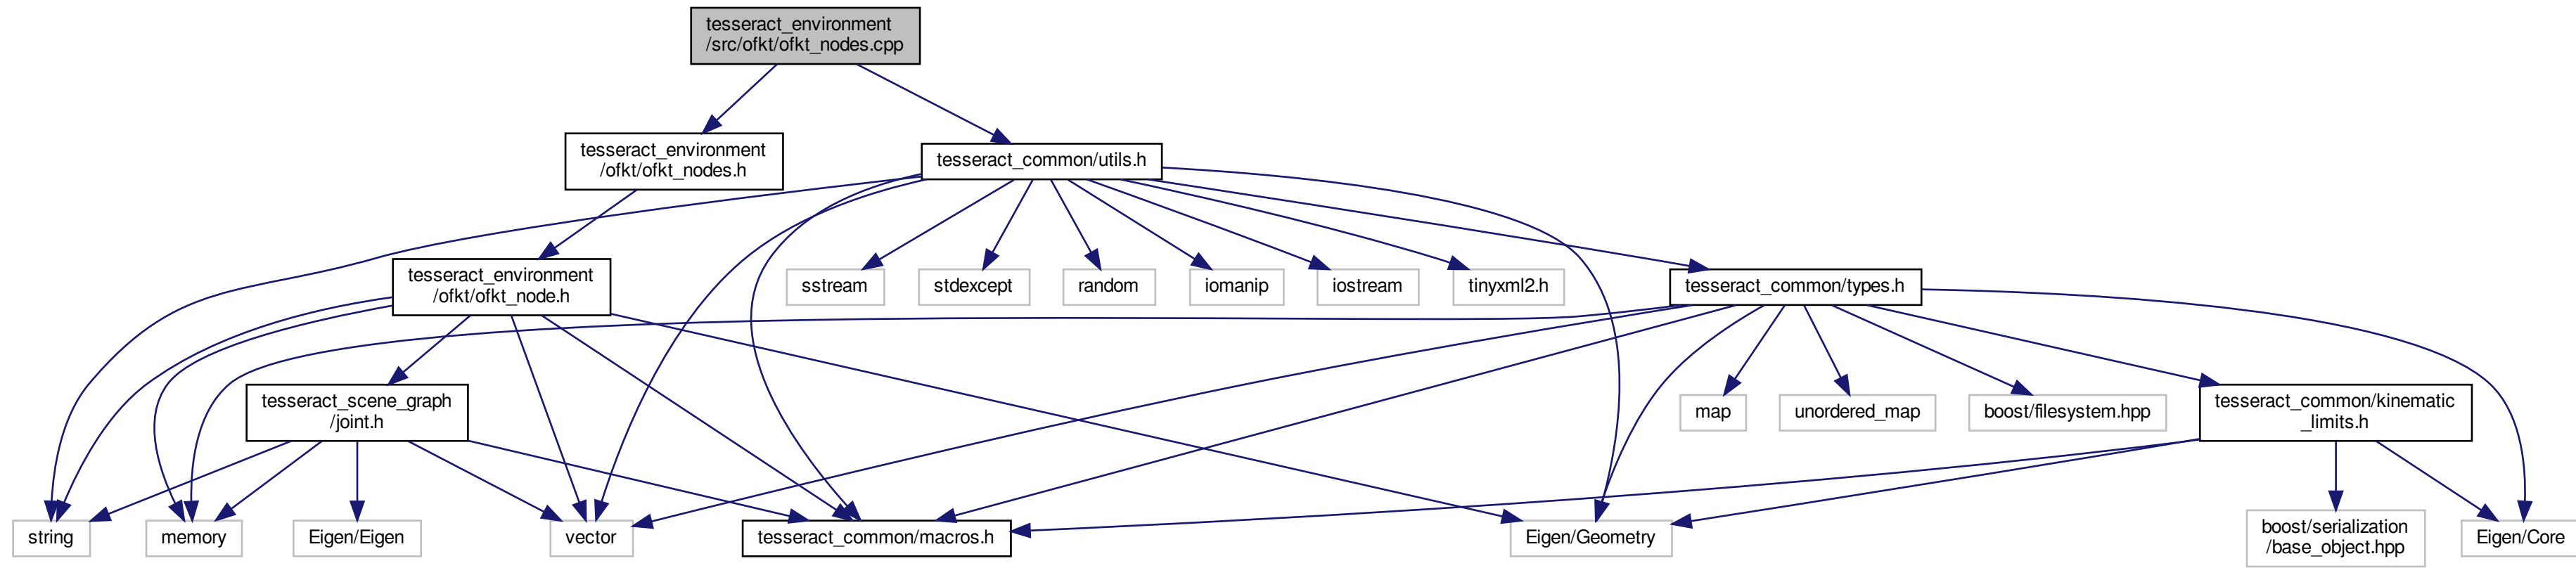 tesseract_environment
/src/ofkt/ofkt_nodes.cpp
tesseract_environment
/ofkt/ofkt_nodes.h
tesseract_common/utils.h
tesseract_environment
/ofkt/ofkt_node.h
sstream
stdexcept
random
iomanip
iostream
tinyxml2.h
tesseract_common/types.h
tesseract_scene_graph
/joint.h
map
unordered_map
boost/filesystem.hpp
tesseract_common/kinematic
_limits.h
string
memory
Eigen/Eigen
vector
tesseract_common/macros.h
Eigen/Geometry
boost/serialization
/base_object.hpp
Eigen/Core